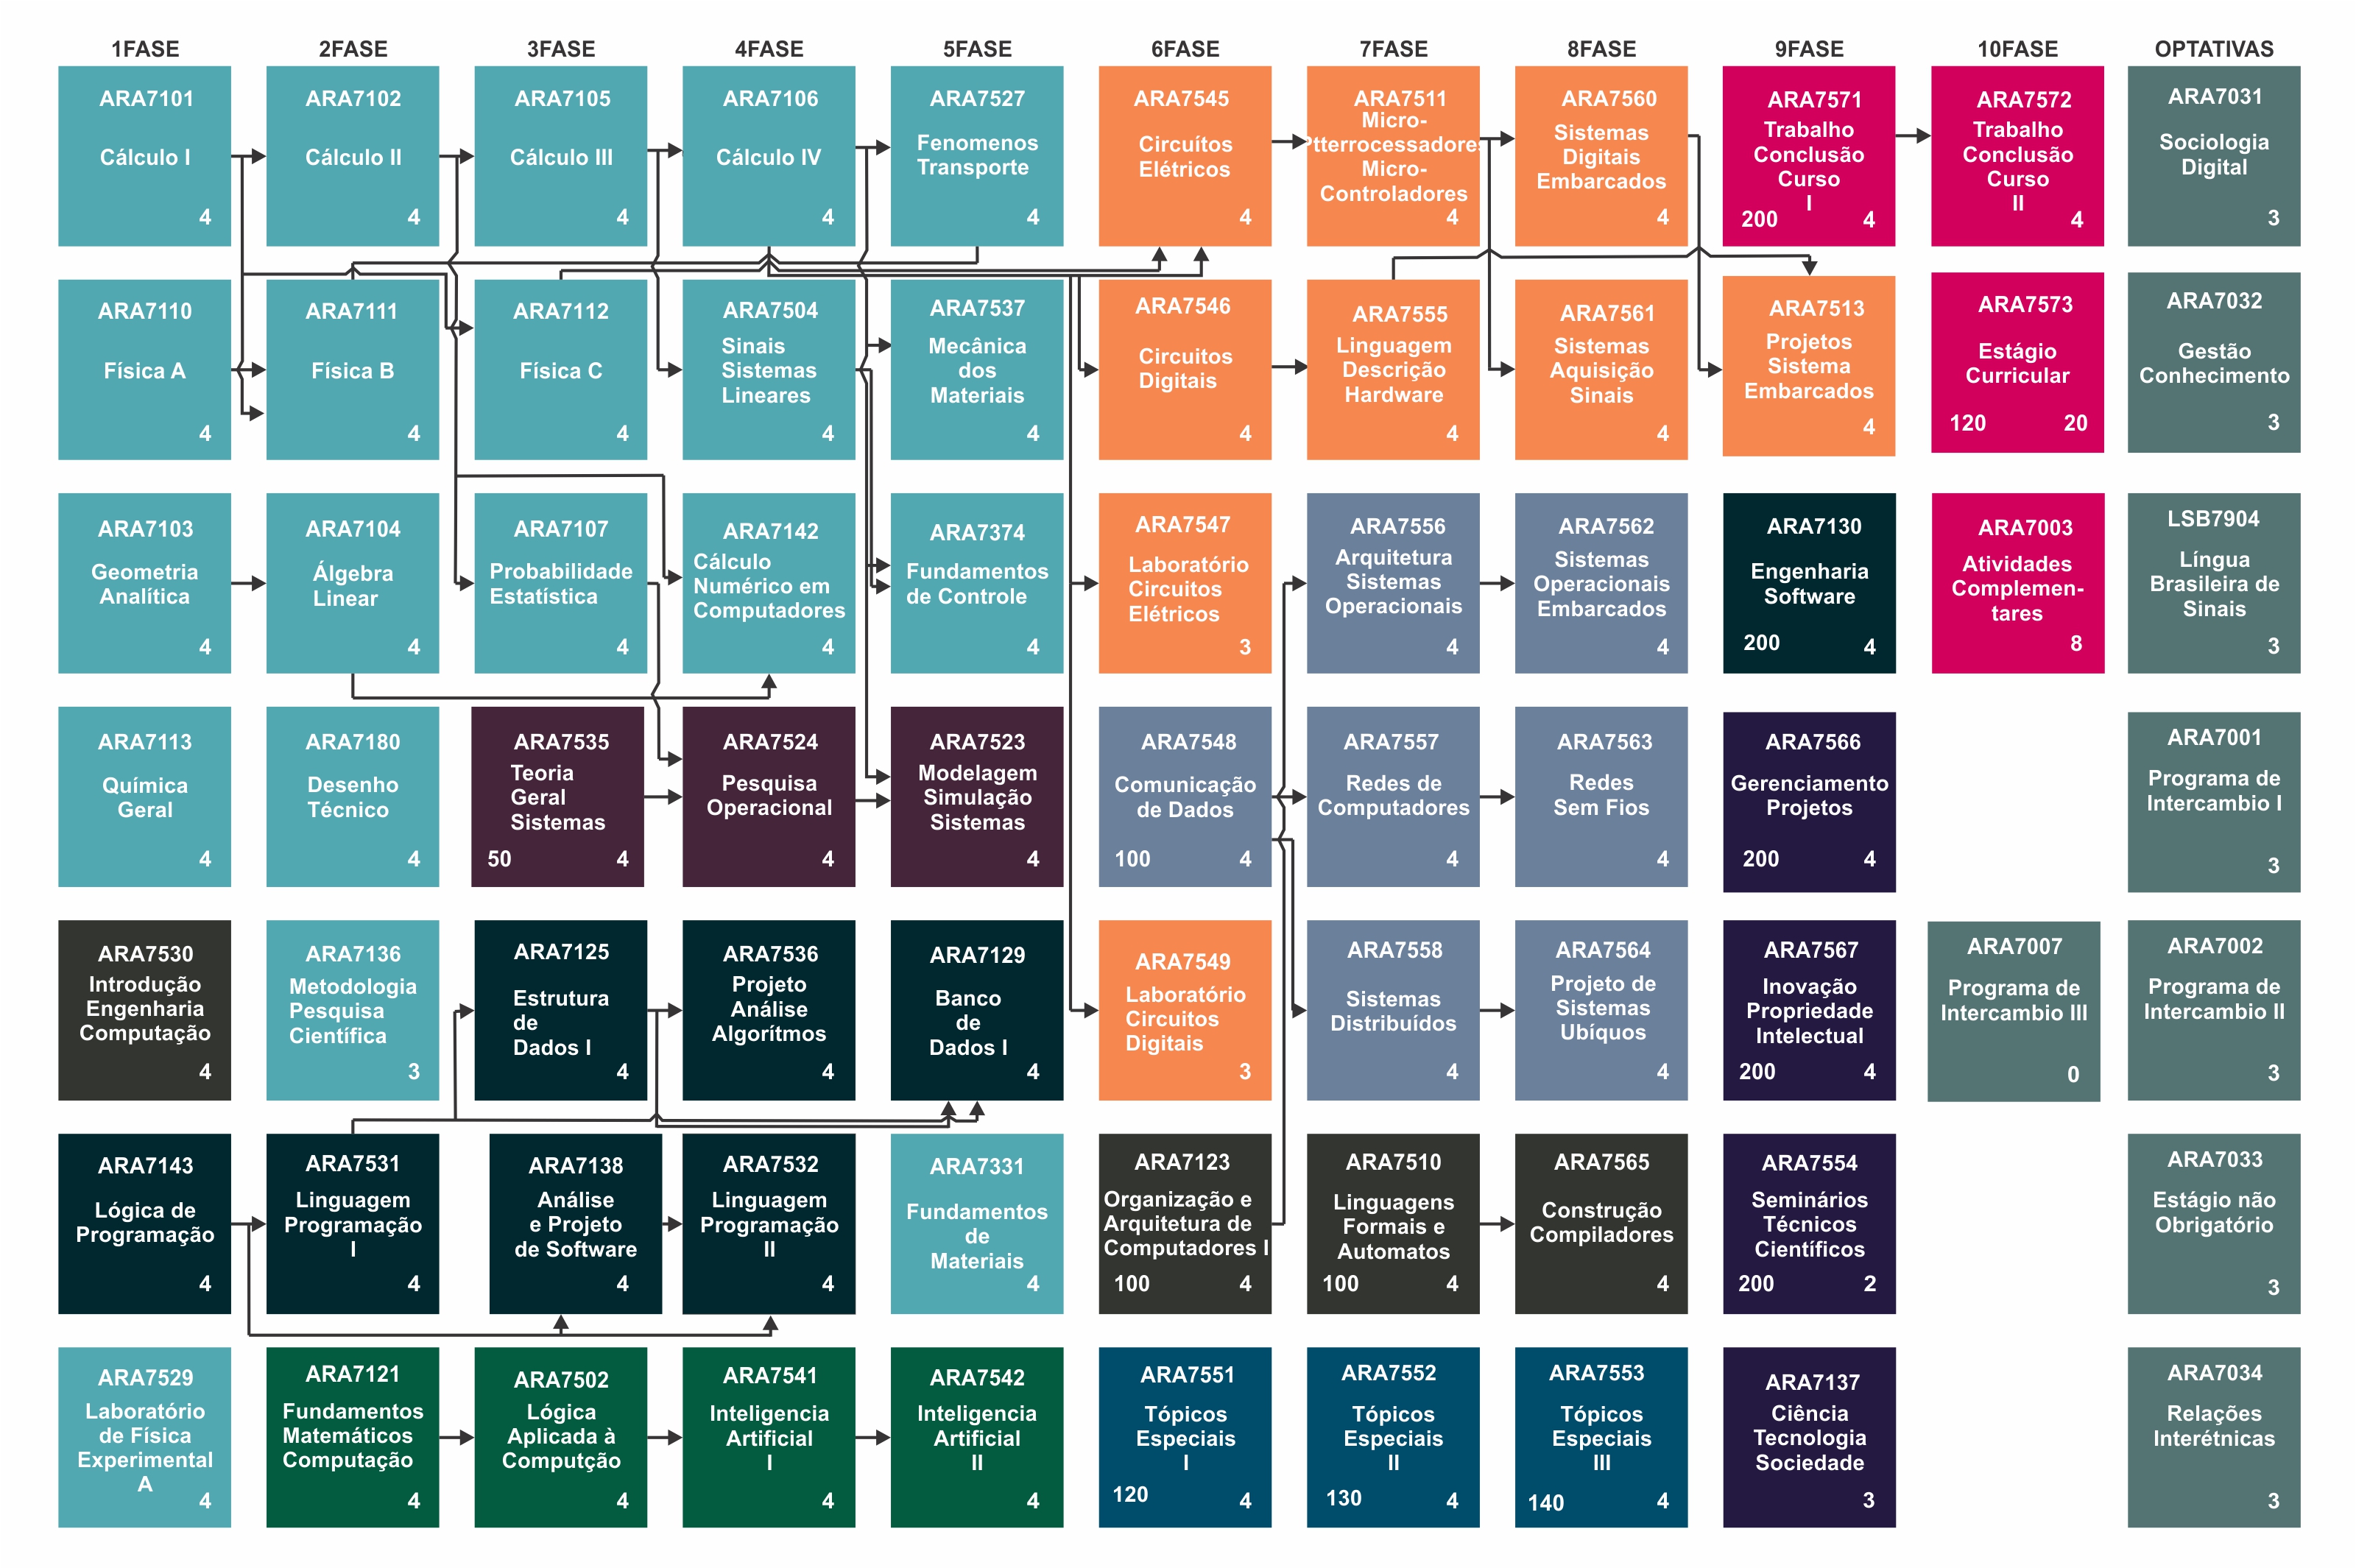 1FASE
2FASE
3FASE
4FASE
5FASE
6FASE
7FASE
8FASE
9FASE
10FASE
OPTATIVAS
ARA7101
Cálculo I
4
ARA7102
Cálculo II
4
ARA7105
Cálculo III
4
ARA7106
Cálculo IV
4
ARA7527
Fenomenos
Transporte
4
ARA7545
Circuítos
Elétricos
4
ARA7511
Micro-
Ptterrocessadores
Micro-
Controladores
4
ARA7560
Sistemas
Digitais
Embarcados
4
ARA7571
Trabalho
Conclusão
Curso
I
200 4
ARA7572
Trabalho
Conclusão
Curso
II
4
ARA7031
Sociologia
Digital
3
ARA7110
Física A
4
ARA7111
Física B
4
ARA7112
Física C
4
ARA7504
Sinais
Sistemas
Lineares
4
ARA7537
Mecânica
dos
Materiais
4
ARA7546
Circuitos
Digitais
4
ARA7555
Linguagem
Descrição
Hardware
4
ARA7561
Sistemas
Aquisição
Sinais
4
ARA7513
Projetos
Sistema
Embarcados
4
ARA7573
Estágio
Curricular
120 20
ARA7032
Gestão
Conhecimento
3
ARA7103
Geometria
Analítica
4
ARA7104
Álgebra
Linear
4
ARA7107
Probabilidade
Estatística
4
ARA7142
Cálculo
Numérico em
Computadores
4
ARA7374
Fundamentos
de Controle
4
ARA7547
Laboratório
Circuitos
Elétricos
3
ARA7556
Arquitetura
Sistemas
Operacionais
4
ARA7562
Sistemas
Operacionais
Embarcados
4
ARA7130
Engenharia
Software
200 4
ARA7003
Atividades
Complemen-
tares
8
LSB7904
Língua
Brasileira de
Sinais
3
ARA7113
Química
Geral
4
ARA7180
Desenho
Técnico
4
ARA7535
Teoria
Geral
Sistemas
50 4
ARA7524
Pesquisa
Operacional
4
ARA7523
Modelagem
Simulação
Sistemas
4
ARA7548
Comunicação
de Dados
100 4
ARA7557
Redes de
Computadores
4
ARA7563
Redes
Sem Fios
4
ARA7566
Gerenciamento
Projetos
200 4
ARA7001
Programa de
Intercambio I
3
ARA7530
Introdução
Engenharia
Computação
4
ARA7136
Metodologia
Pesquisa
Científica
3
ARA7125
Estrutura
de
Dados I
4
ARA7536
Projeto
Análise
Algorítmos
4
ARA7129
Banco
de
Dados I
4
ARA7549
Laboratório
Circuitos
Digitais
3
ARA7558
Sistemas
Distribuídos
4
ARA7564
Projeto de
Sistemas
Ubíquos
4
ARA7567
Inovação
Propriedade
Intelectual
200 4
ARA7007
Programa de
Intercambio III
0
ARA7002
Programa de
Intercambio II
3
ARA7143
Lógica de
Programação
4
ARA7531
Linguagem
Programação
I
4
ARA7138
Análise
e Projeto
de Software
4
ARA7532
Linguagem
Programação
II
4
ARA7331
Fundamentos
de
Materiais
4
ARA7123
Organização e
Arquitetura de
Computadores I
100 4
ARA7510
Linguagens
Formais e
Automatos
100 4
ARA7565
Construção
Compiladores
4
ARA7554
Seminários
Técnicos
Científicos
200 2
ARA7033
Estágio não
Obrigatório
3
ARA7529
Laboratório
de Física
Experimental
A
4
ARA7121
Fundamentos
Matemáticos
Computação
4
ARA7502
Lógica
Aplicada à
Computção
4
ARA7541
Inteligencia
Artificial
I
4
ARA7542
Inteligencia
Artificial
II
4
ARA7551
Tópicos
Especiais
I
120 4
ARA7552
Tópicos
Especiais
II
130 4
ARA7553
Tópicos
Especiais
III
140 4
ARA7137
Ciência
Tecnologia
Sociedade
3
ARA7034
Relações
Interétnicas
3